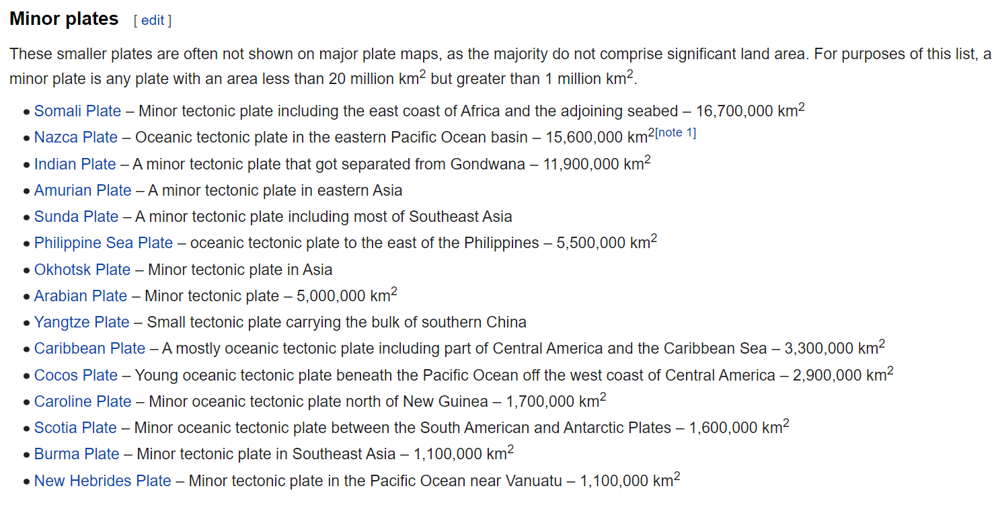 Minor plates [ edit ]
These smaller plates are often not shown on major plate maps, as the majority do not comprise significant land area. For purposes of this list, a
minor plate is any plate with an area less than 20 million km² but greater than 1 million km².
• Somali Plate – Minor tectonic plate including the east coast of Africa and the adjoining seabed – 16,700,000 km²
• Nazca Plate – Oceanic tectonic plate in the eastern Pacific Ocean basin – 15,600,000 km²[note 1]
• Indian Plate – A minor tectonic plate that got separated from Gondwana – 11,900,000 km²
• Amurian Plate – A minor tectonic plate in eastern Asia
• Sunda Plate – A minor tectonic plate including most of Southeast Asia
• Philippine Sea Plate – oceanic tectonic plate to the east of the Philippines – 5,500,000 km²
• Okhotsk Plate – Minor tectonic plate in Asia
• Arabian Plate – Minor tectonic plate – 5,000,000 km²
• Yangtze Plate – Small tectonic plate carrying the bulk of southern China
• Caribbean Plate – A mostly oceanic tectonic plate including part of Central America and the Caribbean Sea – 3,300,000 km²
• Cocos Plate – Young oceanic tectonic plate beneath the Pacific Ocean off the west coast of Central America – 2,900,000 km²
• Caroline Plate – Minor oceanic tectonic plate north of New Guinea – 1,700,000 km²
• Scotia Plate – Minor oceanic tectonic plate between the South American and Antarctic Plates – 1,600,000 km²
• Burma Plate – Minor tectonic plate in Southeast Asia – 1,100,000 km²
• New Hebrides Plate – Minor tectonic plate in the Pacific Ocean near Vanuatu – 1,100,000 km²